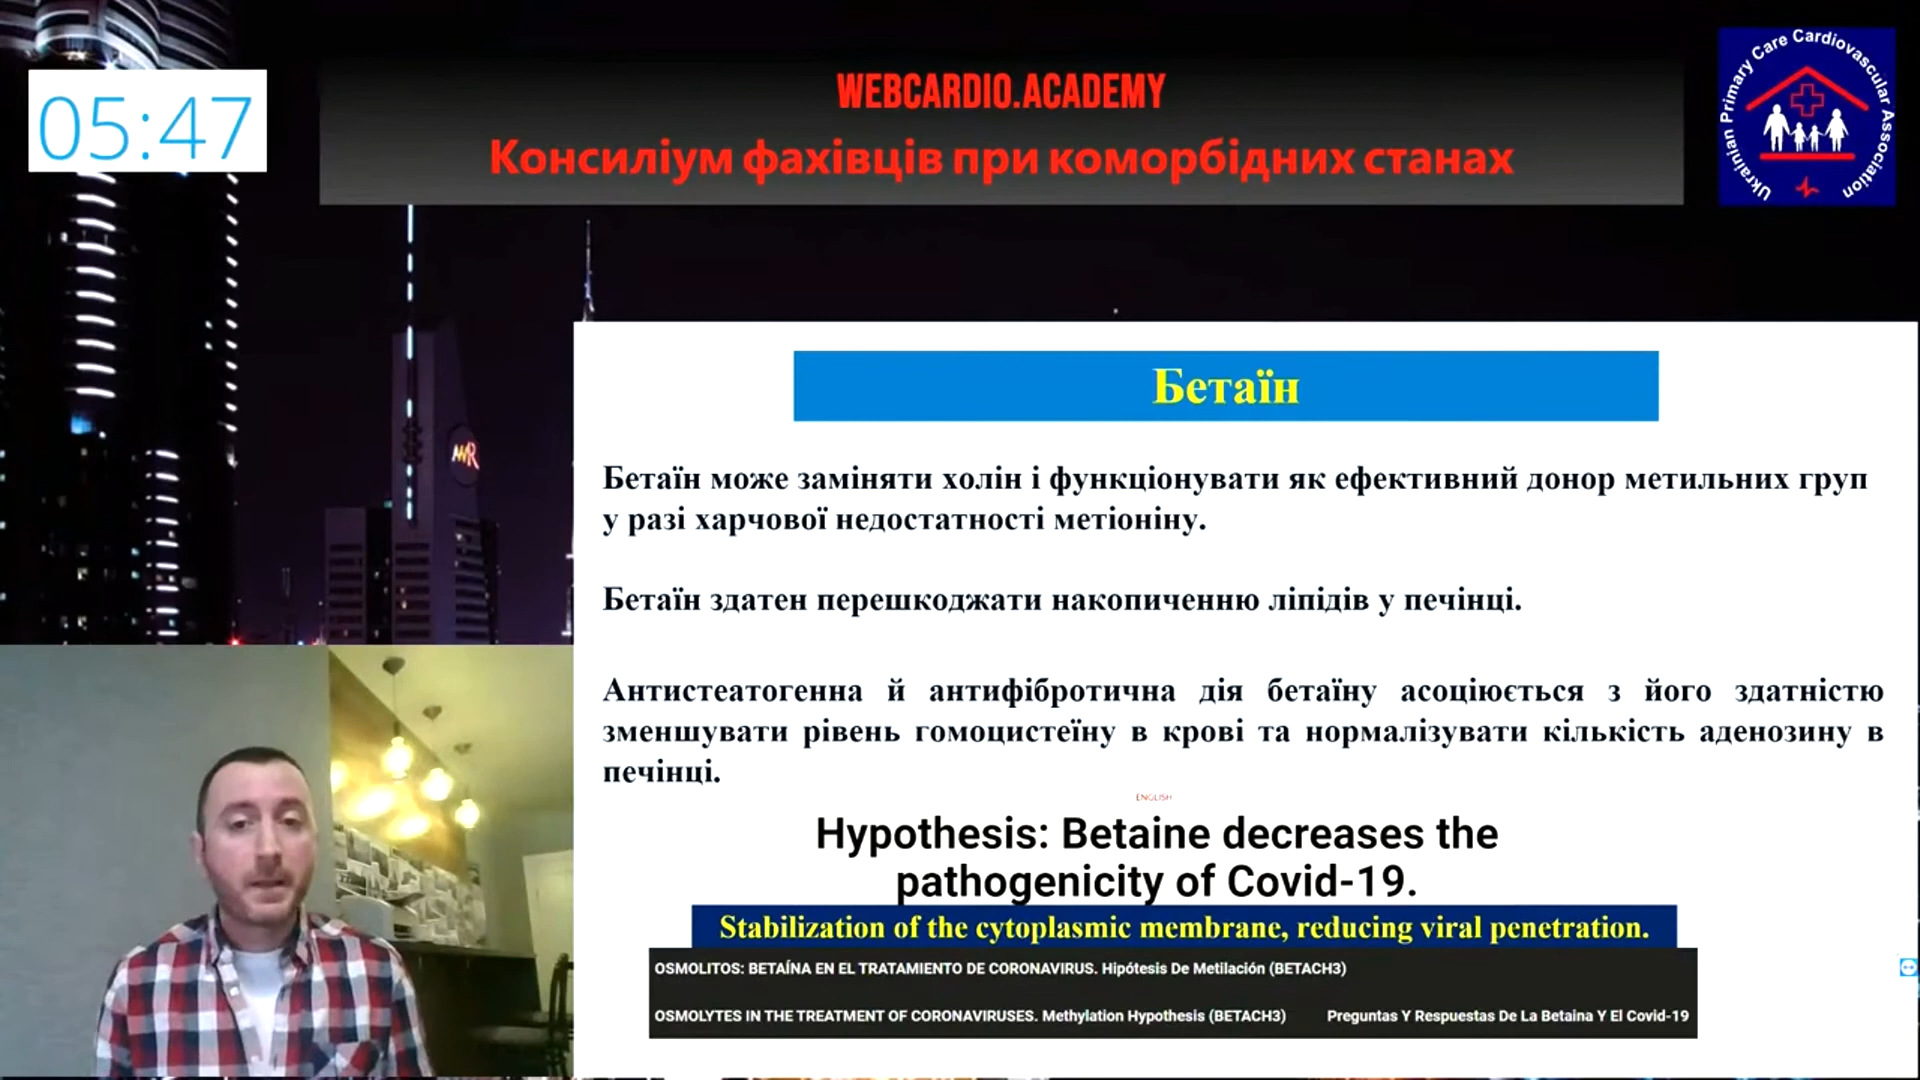 05:47
WEBCARDIO.ACADEMY
Консиліум фахівців при коморбідних станах
Ukrainian Primary Care Cardiovascular Association
AWR
Бетаїн
Бетаїн може заміняти холін і функціонувати як ефективний донор метильних груп
у разі харчової недостатності метіоніну.
Бетаїн здатен перешкоджати накопиченню ліпідів у печінці.
Антистеатогенна й антифібротична дія бетаїну асоціюється з його здатністю
зменшувати рівень гомоцистеїну в крові та нормалізувати кількість аденозину в
печінці.
ENGLISH
Hypothesis: Betaine decreases the
pathogenicity of Covid-19.
Stabilization of the cytoplasmic membrane, reducing viral penetration.
OSMOLITOS: BETAÍNA EN EL TRATAMIENTO DE CORONAVIRUS. Hipótesis De Metilación (BETACH3)
OSMOLYTES IN THE TREATMENT OF CORONAVIRUSES. Methylation Hypothesis (BETACH3) Preguntas Y Respuestas De La Betaina Y El Covid-19